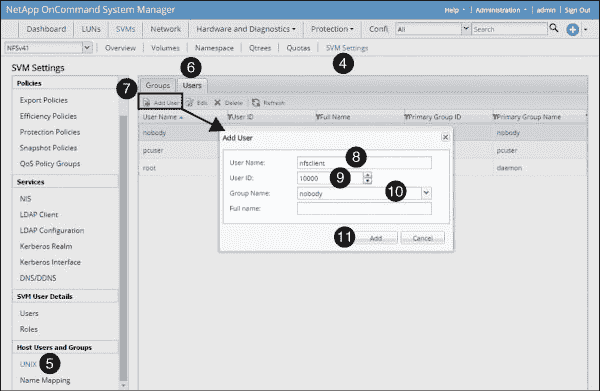 NetApp OnCommand System Manager
Help Administration admin Sign Out
Dashboard LUNs SVMs Network Hardware and Diagnostics Protection Confi All Search
NFSv41 Overview Volumes Namespace Qtrees Quotas SVM Settings
4
SVM Settings
6
Policies
7
Groups Users
Export Policies
Add User Edit Delete Refresh
Efficiency Policies
User Name User ID Full Name Primary Group ID Primary Group Name
Protection Policies
nobody nobody
Snapshot Policies
Add User
QoS Policy Groups
pcuser pcuser
root daemon
User Name: nfsclient 8
Services
User ID: 10000 9
NIS
Group Name: nobody 10
LDAP Client
Full name:
LDAP Configuration
Kerberos Realm
11 Add Cancel
Kerberos Interface
DNS/DDNS
SVM User Details
Users
Roles
Host Users and Groups
UNIX 5
Name Mapping